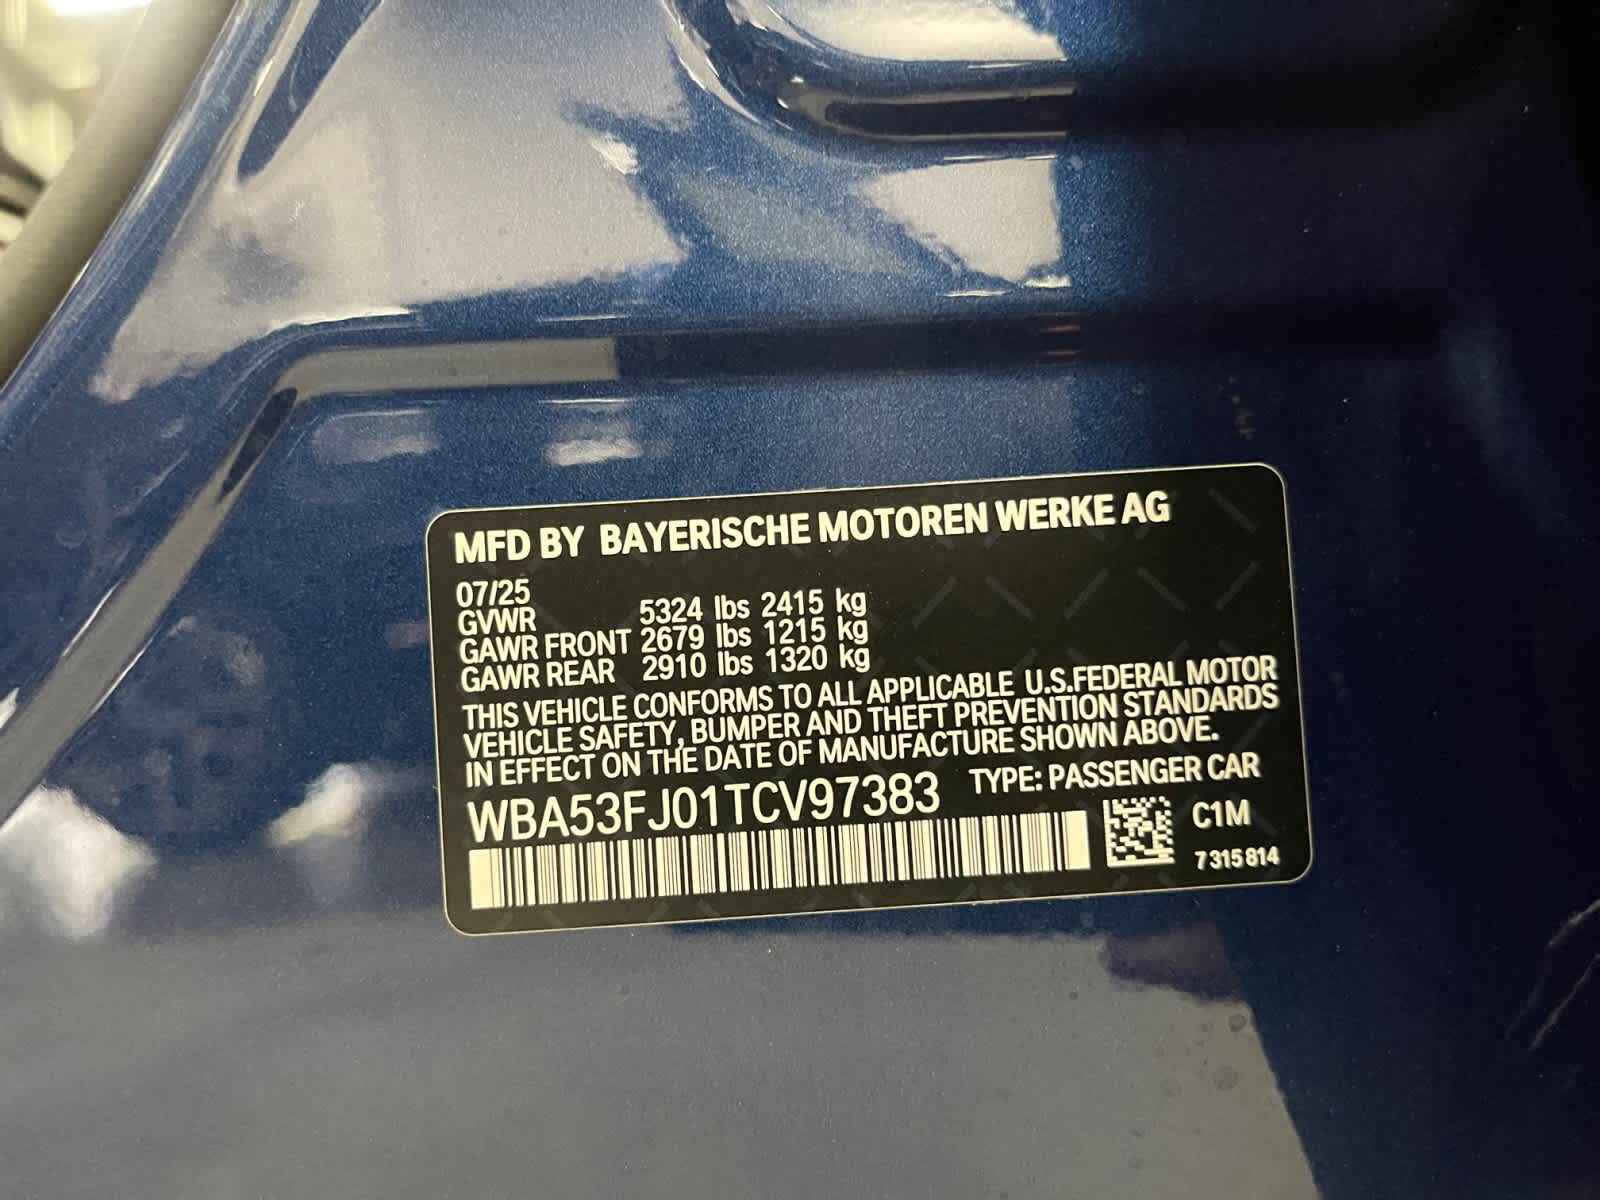 MFD BY BAYERISCHE MOTOREN WERKE AG
07/25
GVWR 5324 lbs 2415 kg
GAWR FRONT 2679 lbs 1215 kg
GAWR REAR 2910 lbs 1320 kg
THIS VEHICLE CONFORMS TO ALL APPLICABLE U.S.FEDERAL MOTOR
VEHICLE SAFETY, BUMPER AND THEFT PREVENTION STANDARDS
IN EFFECT ON THE DATE OF MANUFACTURE SHOWN ABOVE.
WBA53FJ01TCV97383 TYPE: PASSENGER CAR
C1M
7 315 814